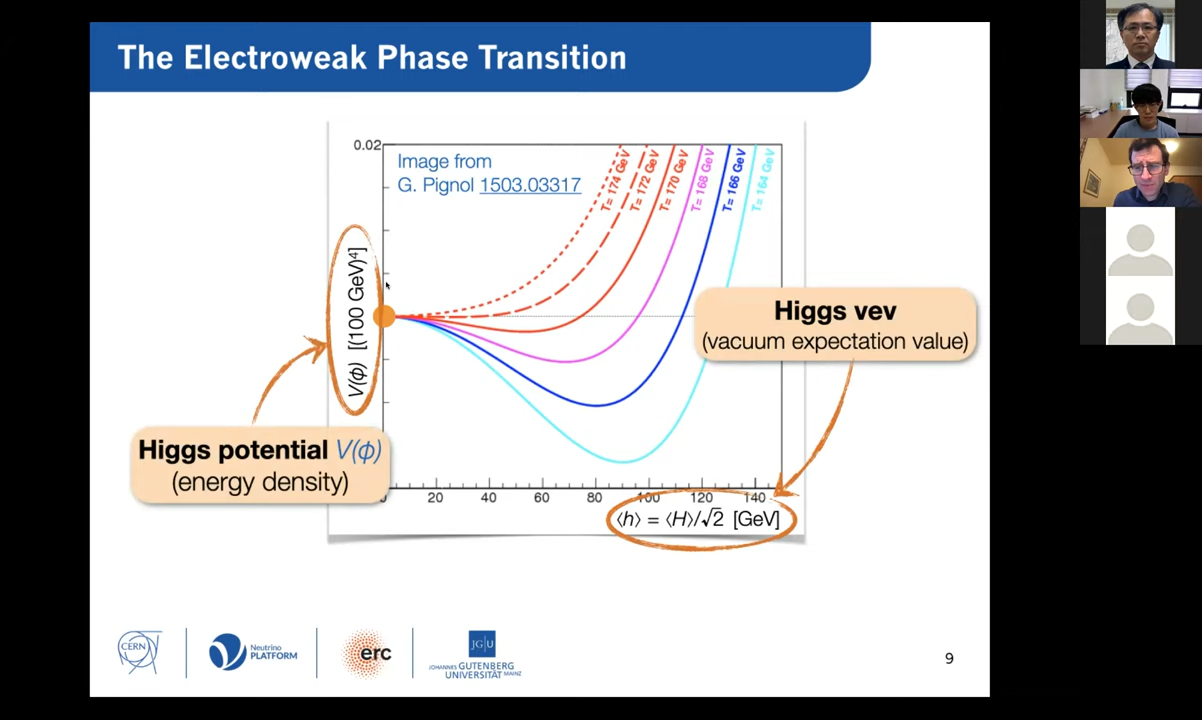 The Electroweak Phase Transition
0.02
Image from
G. Pignol 1503.03317
T= 174 GeV
T= 172 GeV
T= 170 GeV
T= 168 GeV
T= 166 GeV
T= 164 GeV
V(ϕ) [(100 GeV)⁴]
Higgs vev
(vacuum expectation value)
Higgs potential V(ϕ)
(energy density)
0 20 40 60 80 100 120 140
⟨h⟩ = ⟨H⟩/√2 [GeV]
CERN
Neutrino
PLATFORM
erc
JG|U
JOHANNES GUTENBERG
UNIVERSITÄT MAINZ
9